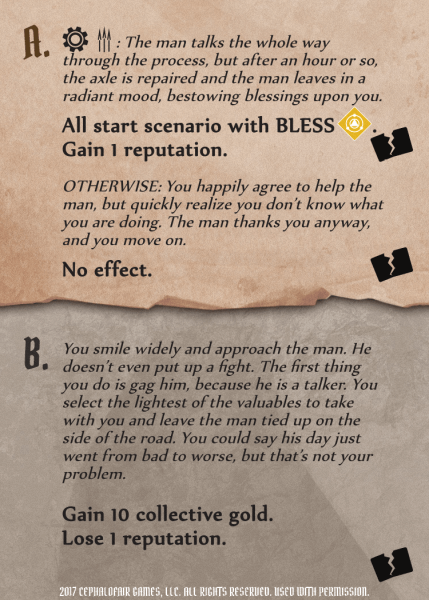 A.
: The man talks the whole way
through the process, but after an hour or so,
the axle is repaired and the man leaves in a
radiant mood, bestowing blessings upon you.
All start scenario with BLESS .
Gain 1 reputation.
OTHERWISE: You happily agree to help the
man, but quickly realize you don't know what
you are doing. The man thanks you anyway,
and you move on.
No effect.
B.
You smile widely and approach the man. He
doesn't even put up a fight. The first thing
you do is gag him, because he is a talker. You
select the lightest of the valuables to take
with you and leave the man tied up on the
side of the road. You could say his day just
went from bad to worse, but that's not your
problem.
Gain 10 collective gold.
Lose 1 reputation.
2017 CEPHALOFAIR GAMES, LLC. ALL RIGHTS RESERVED. USED WITH PERMISSION.